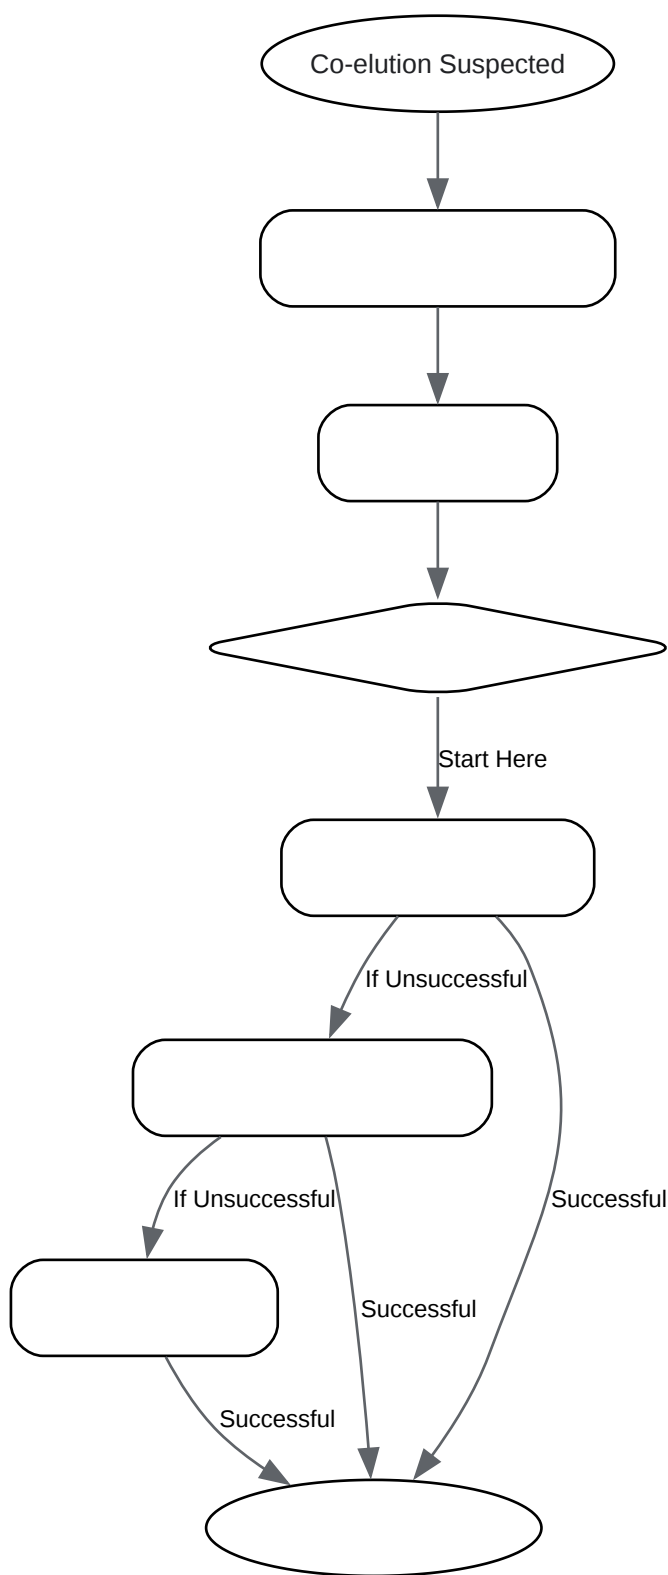 Co-elution Suspected
Start Here
If Unsuccessful
If Unsuccessful
Successful
Successful
Successful